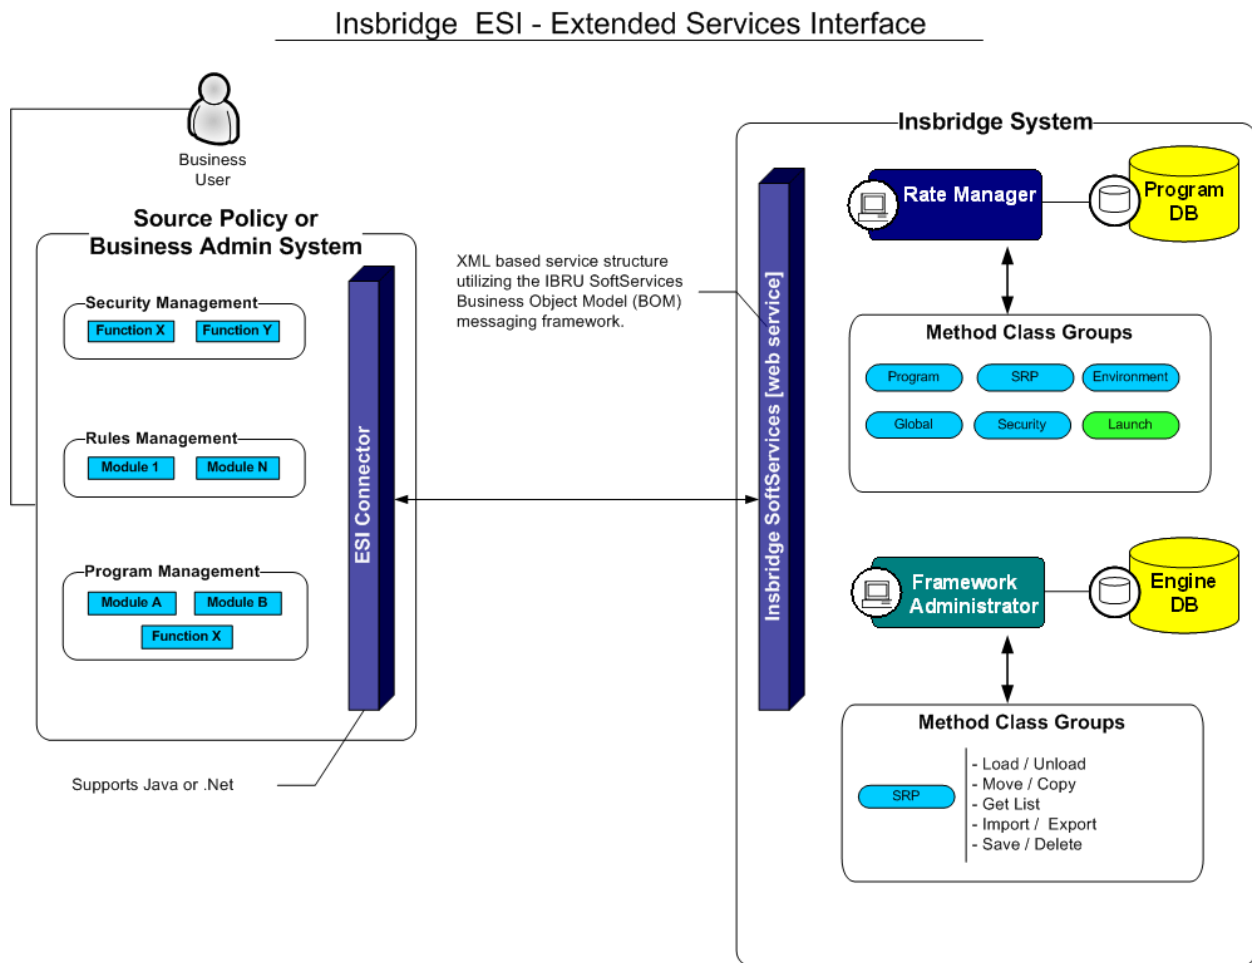 Insbridge ESI - Extended Services Interface
Business
User
Source Policy or
Business Admin System
Security Management
Function X
Function Y
Rules Management
Module 1
Module N
Program Management
Module A
Module B
Function X
ESI Connector
Supports Java or .Net
XML based service structure
utilizing the IBRU SoftServices
Business Object Model (BOM)
messaging framework.
Insbridge System
Insbridge SoftServices [web service]
Rate Manager
Program
DB
Method Class Groups
Program
SRP
Environment
Global
Security
Launch
Framework
Administrator
Engine
DB
Method Class Groups
SRP
- Load / Unload
- Move / Copy
- Get List
- Import / Export
- Save / Delete